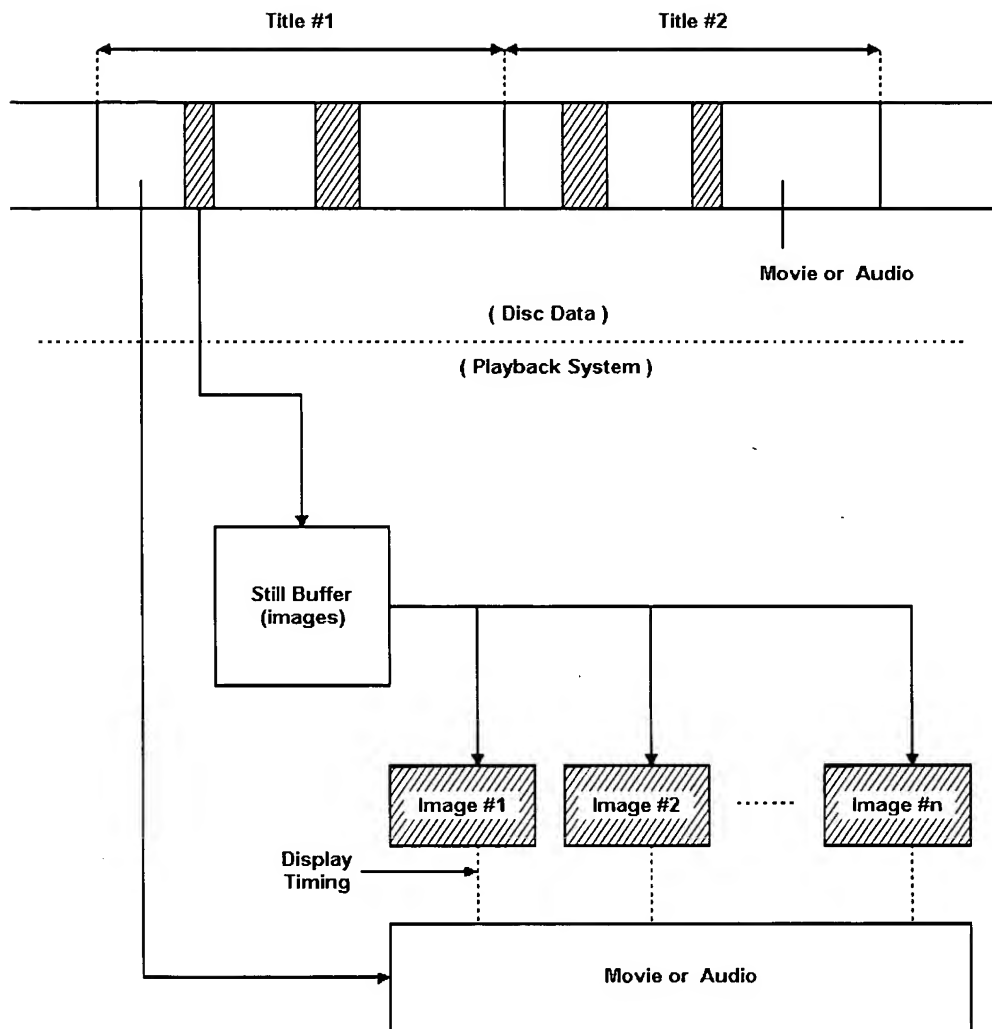 Title #1
Title #2
Movie or Audio
( Disc Data )
( Playback System )
Still Buffer
(images)
Image #1
Image #2
Image #n
Display
Timing
Movie or Audio